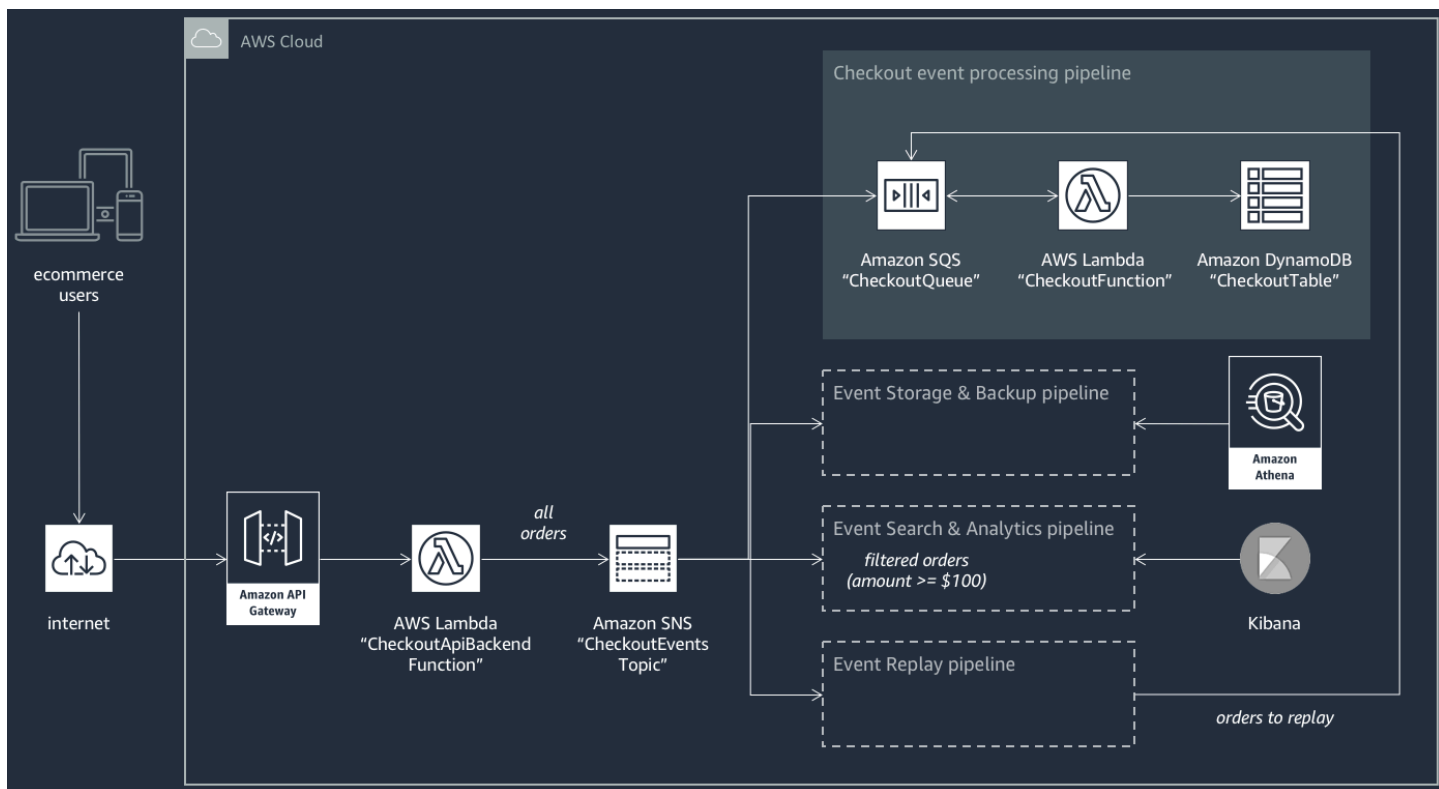 AWS Cloud
Checkout event processing pipeline
Amazon SQS
“CheckoutQueue”
AWS Lambda
“CheckoutFunction”
Amazon DynamoDB
“CheckoutTable”
ecommerce
users
Event Storage & Backup pipeline
Amazon
Athena
internet
Amazon API
Gateway
AWS Lambda
“CheckoutApiBackend
Function”
all
orders
Amazon SNS
“CheckoutEvents
Topic”
Event Search & Analytics pipeline
filtered orders
(amount >= $100)
Kibana
Event Replay pipeline
orders to replay